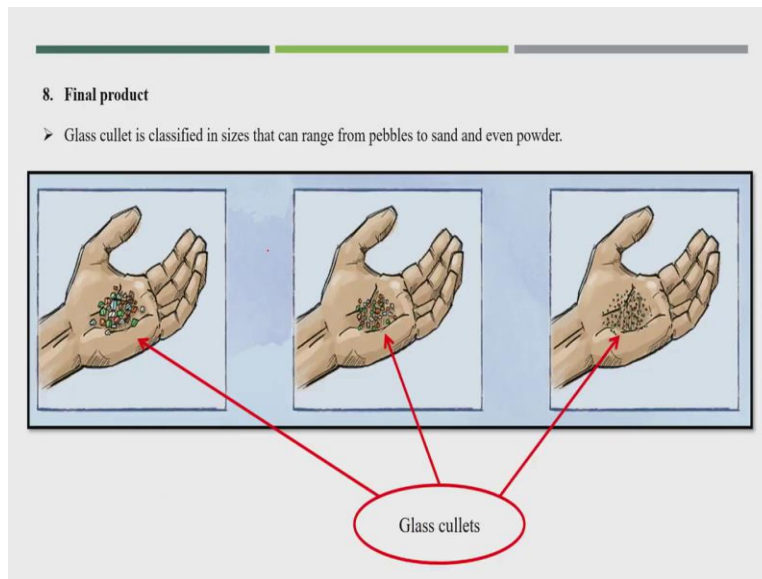 8. Final product
➢ Glass cullet is classified in sizes that can range from pebbles to sand and even powder.
Glass cullets